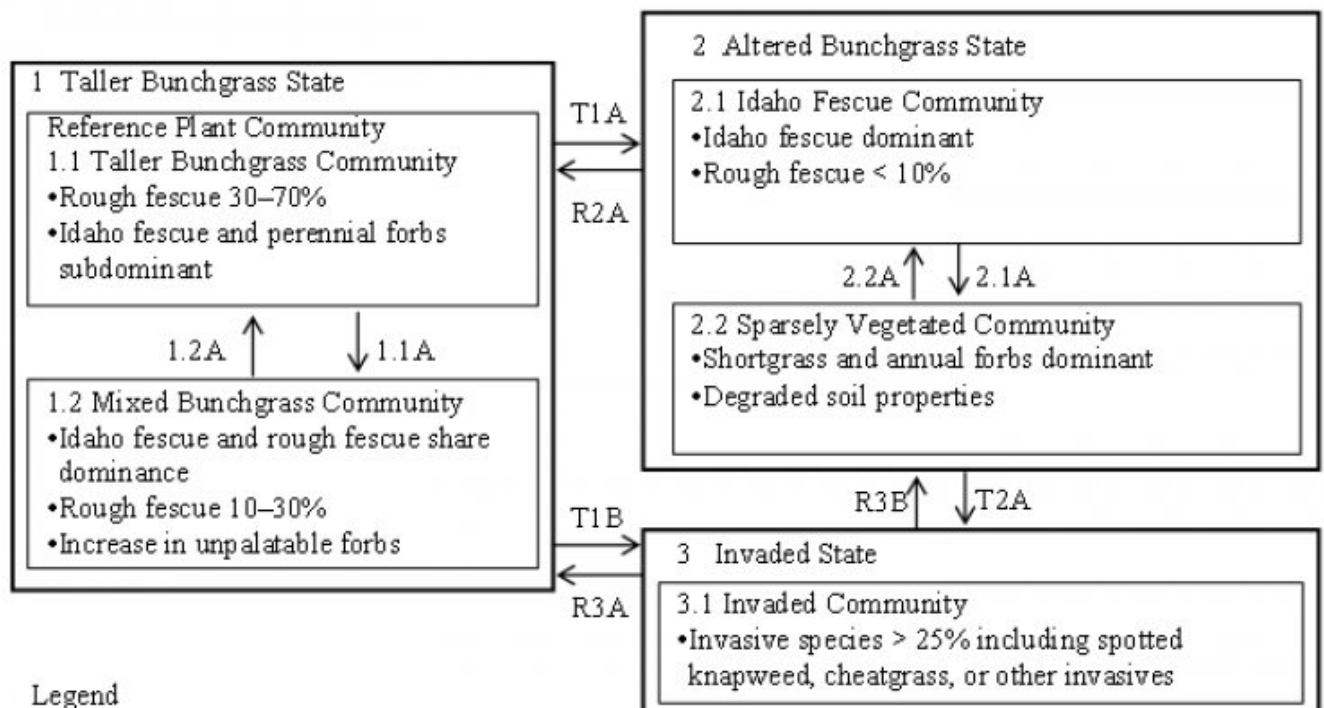 1 Taller Bunchgrass State
Reference Plant Community
1.1 Taller Bunchgrass Community
•Rough fescue 30–70%
•Idaho fescue and perennial forbs
subdominant
1.2A
1.1A
1.2 Mixed Bunchgrass Community
•Idaho fescue and rough fescue share
dominance
•Rough fescue 10–30%
•Increase in unpalatable forbs
T1A
R2A
T1B
R3A
2 Altered Bunchgrass State
2.1 Idaho Fescue Community
•Idaho fescue dominant
•Rough fescue < 10%
2.2A
2.1A
2.2 Sparsely Vegetated Community
•Shortgrass and annual forbs dominant
•Degraded soil properties
R3B
T2A
3 Invaded State
3.1 Invaded Community
•Invasive species > 25% including spotted
knapweed, cheatgrass, or other invasives
Legend